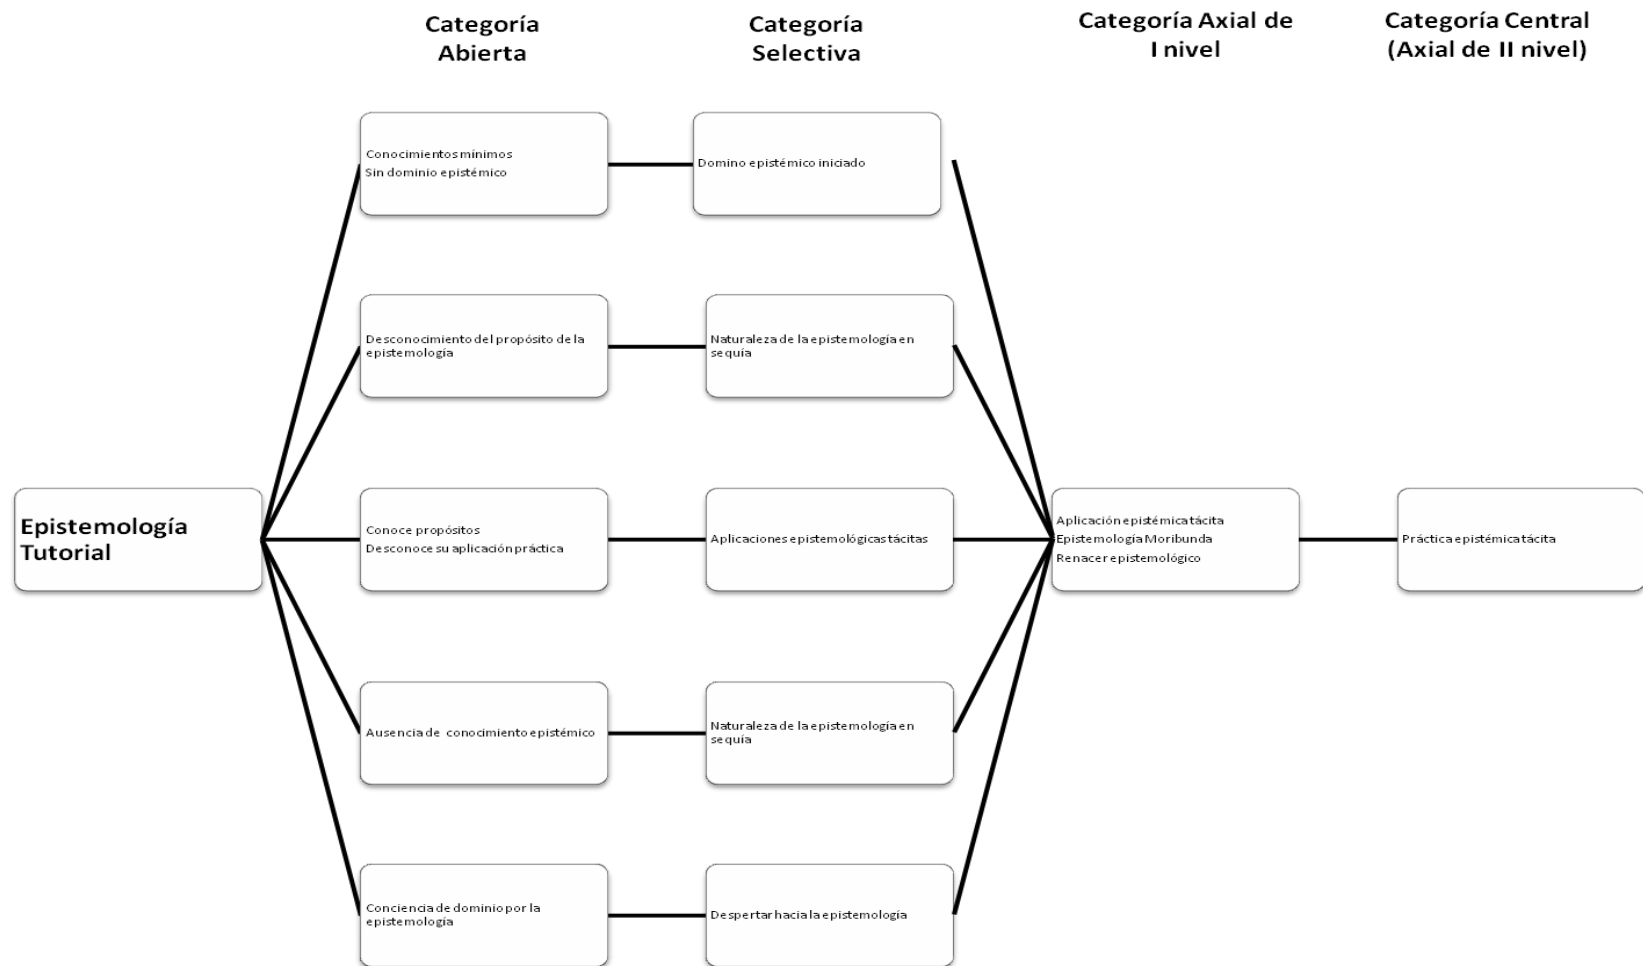 Categoría
Abierta
Categoría
Selectiva
Categoría Axial de
I nivel
Categoría Central
(Axial de II nivel)
Conocimientos mínimos
Sin dominio epistémico
Domino epistémico iniciado
Desconocimiento del propósito de la
epistemología
Naturaleza de la epistemología en
sequía
Epistemología
Tutorial
Conoce propósitos
Desconoce su aplicación práctica
Aplicaciones epistemológicas tácitas
Aplicación epistémica tácita
Epistemología Moribunda
Renacer epistemológico
Práctica epistémica tácita
Ausencia de conocimiento epistémico
Naturaleza de la epistemología en
sequía
Conciencia de dominio por la
epistemología
Despertar hacia la epistemología